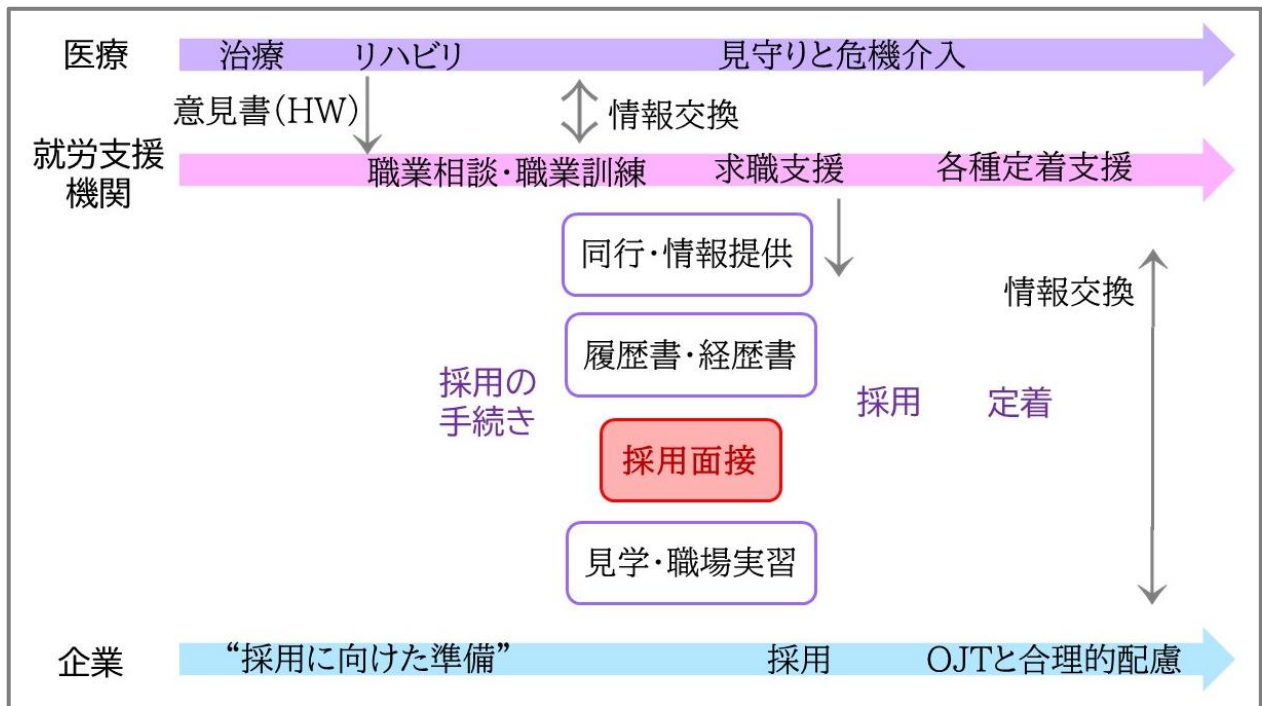 医療
治療
リハビリ
見守りと危機介入
意見書(HW)
情報交換
就労支援
機関
職業相談・職業訓練
求職支援
各種定着支援
同行・情報提供
情報交換
履歴書・経歴書
採用の
手続き
採用
定着
採用面接
見学・職場実習
企業
“採用に向けた準備”
採用
OJTと合理的配慮